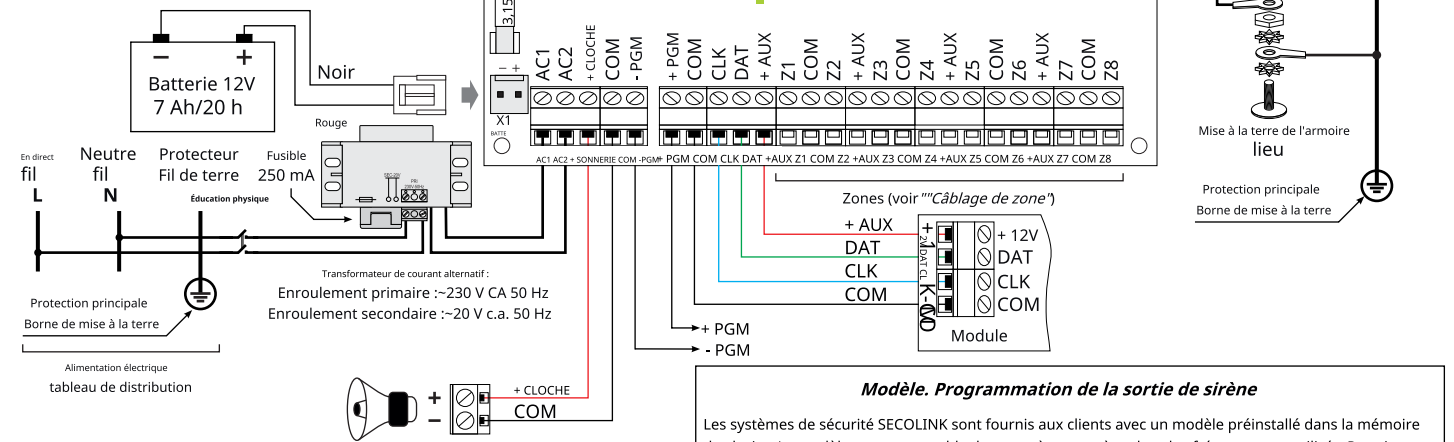 Noir
Batterie 12V
7 Ah/20 h
Rouge
Fusible
250 mA
En direct
fil
L
Neutre
fil
N
Protecteur
Fil de terre
Éducation physique
Protection principale
Borne de mise à la terre
Alimentation électrique
tableau de distribution
Transformateur de courant alternatif :
Enroulement primaire :~230 V CA 50 Hz
Enroulement secondaire :~20 V c.a. 50 Hz
PRI
+ CLOCHE
COM
+
−
3,15
− +
X1
BATTE
AC1
AC2
+ CLOCHE
COM
- PGM
+ PGM
COM
CLK
DAT
+ AUX
Z1
COM
Z2
+ AUX
Z3
COM
Z4
+ AUX
Z5
COM
Z6
+ AUX
Z7
COM
Z8
AC1 AC2 + SONNERIE COM -PGM+ PGM COM CLK DAT +AUX Z1 COM Z2 +AUX Z3 COM Z4 +AUX Z5 COM Z6 +AUX Z7 COM Z8
Zones (voir ""Câblage de zone")
+ AUX
DAT
CLK
COM
+ 12V
DAT
CLK
COM
Module
+ PGM
- PGM
Mise à la terre de l'armoire
lieu
Protection principale
Borne de mise à la terre
Modèle. Programmation de la sortie de sirène
Les systèmes de sécurité SECOLINK sont fournis aux clients avec un modèle préinstallé dans la mémoire